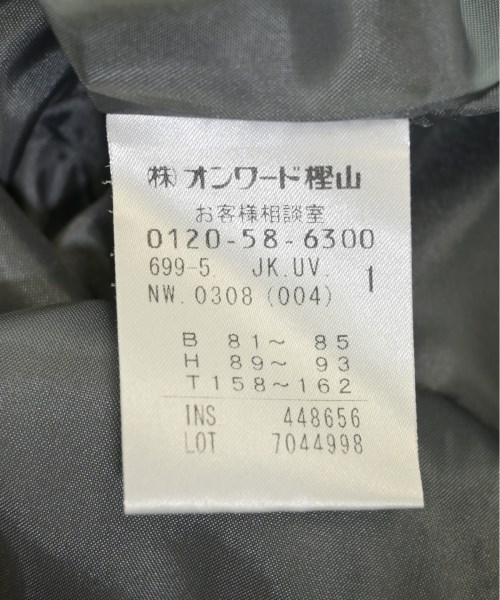 ㈱オンワード樫山
お客様相談室
0120-58-6300
699-5. JK.UV. 1
NW.0308(004)
B 81～ 85
H 89～ 93
T158～162
INS 448656
LOT 7044998